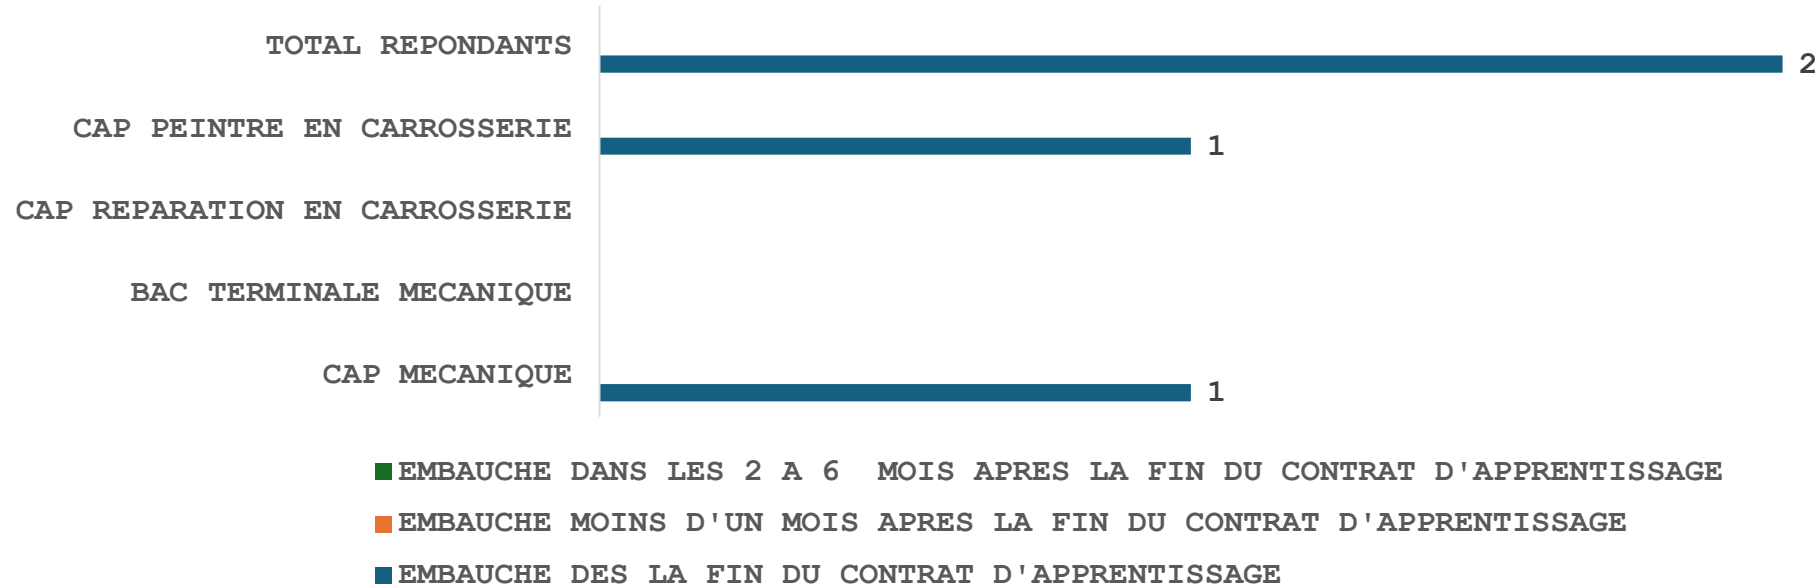 TOTAL REPONDANTS
2
CAP PEINTRE EN CARROSSERIE
1
CAP REPARATION EN CARROSSERIE
BAC TERMINALE MECANIQUE
CAP MECANIQUE
1
EMBAUCHE DANS LES 2 A 6  MOIS APRES LA FIN DU CONTRAT D'APPRENTISSAGE
EMBAUCHE MOINS D'UN MOIS APRES LA FIN DU CONTRAT D'APPRENTISSAGE
EMBAUCHE DES LA FIN DU CONTRAT D'APPRENTISSAGE